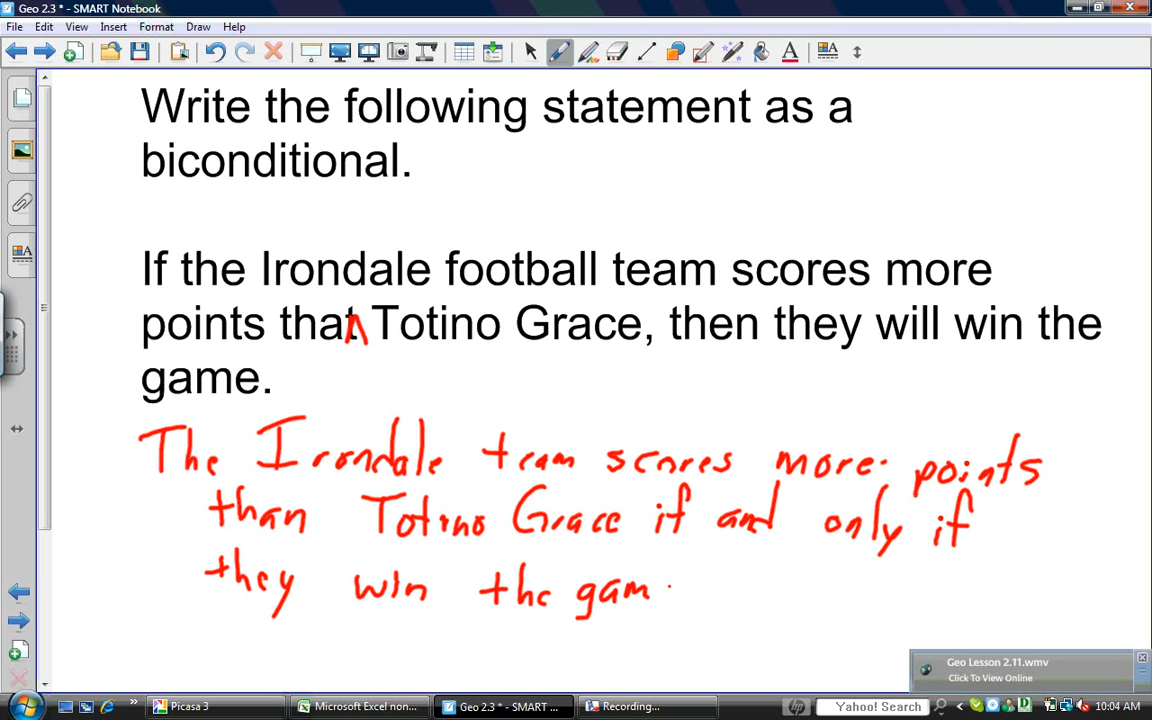 Geo 2.3 * - SMART Notebook
File Edit View Insert Format Draw Help
Write the following statement as a
biconditional.
If the Irondale football team scores more
points that Totino Grace, then they will win the
game.
The Irondale team scores more points
than Totino Grace if and only if
they win the gam
Geo Lesson 2.11.wmv
Click To View Online
Picasa 3
Microsoft Excel non...
Geo 2.3 * - SMART ...
Recording...
Yahoo! Search
10:04 AM